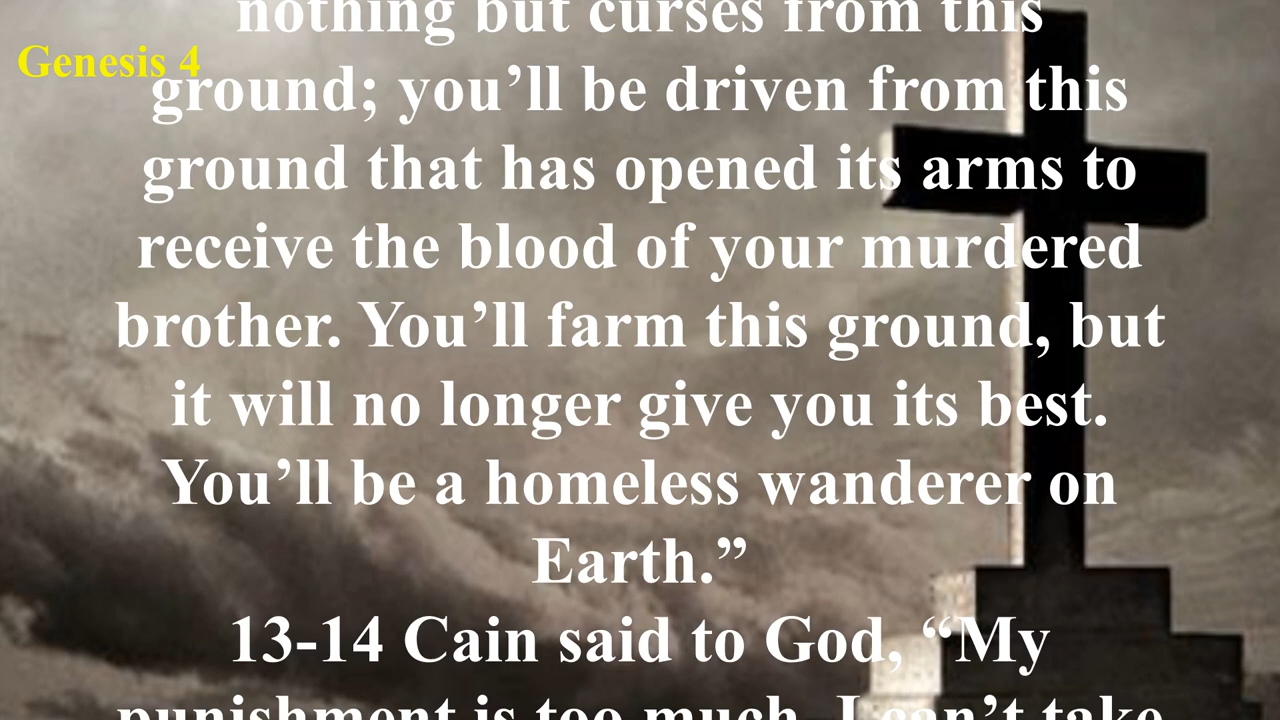 nothing but curses from this
Genesis 4
ground; you’ll be driven from this
ground that has opened its arms to
receive the blood of your murdered
brother. You’ll farm this ground, but
it will no longer give you its best.
You’ll be a homeless wanderer on
Earth.”
13-14 Cain said to God, “My
punishment is too much. I can’t take